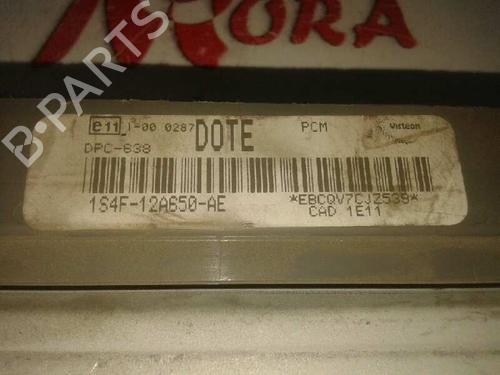 MORA
B-PARTS
e11 1-00 0287 DOTE PCM Visteon
DPC-638
1S4F-12A650-AE *EBCQV7CJZ539*
CAD 1E11